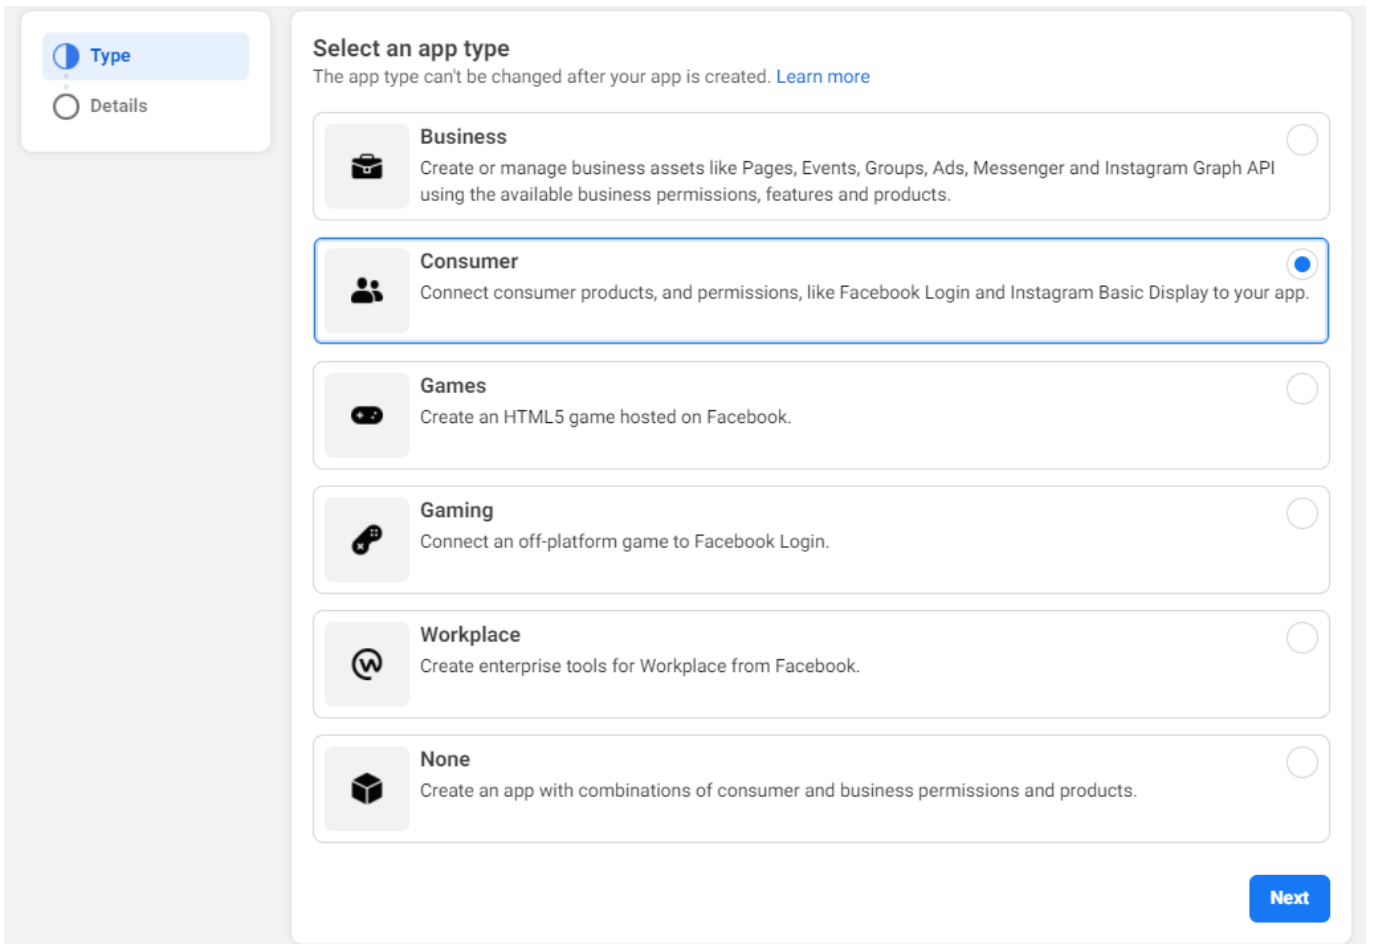 Type
Details
Select an app type
The app type can't be changed after your app is created. Learn more
Business
Create or manage business assets like Pages, Events, Groups, Ads, Messenger and Instagram Graph API
using the available business permissions, features and products.
Consumer
Connect consumer products, and permissions, like Facebook Login and Instagram Basic Display to your app.
Games
Create an HTML5 game hosted on Facebook.
Gaming
Connect an off-platform game to Facebook Login.
Workplace
Create enterprise tools for Workplace from Facebook.
None
Create an app with combinations of consumer and business permissions and products.
Next